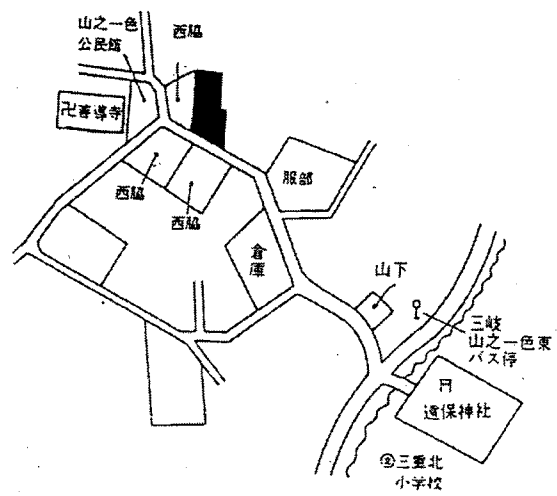 山之一色
公民館
西脇
卍善導寺
西脇
西脇
服部
倉庫
山下
三岐
山之一色東
バス停
遺保神社
三重北
小学校